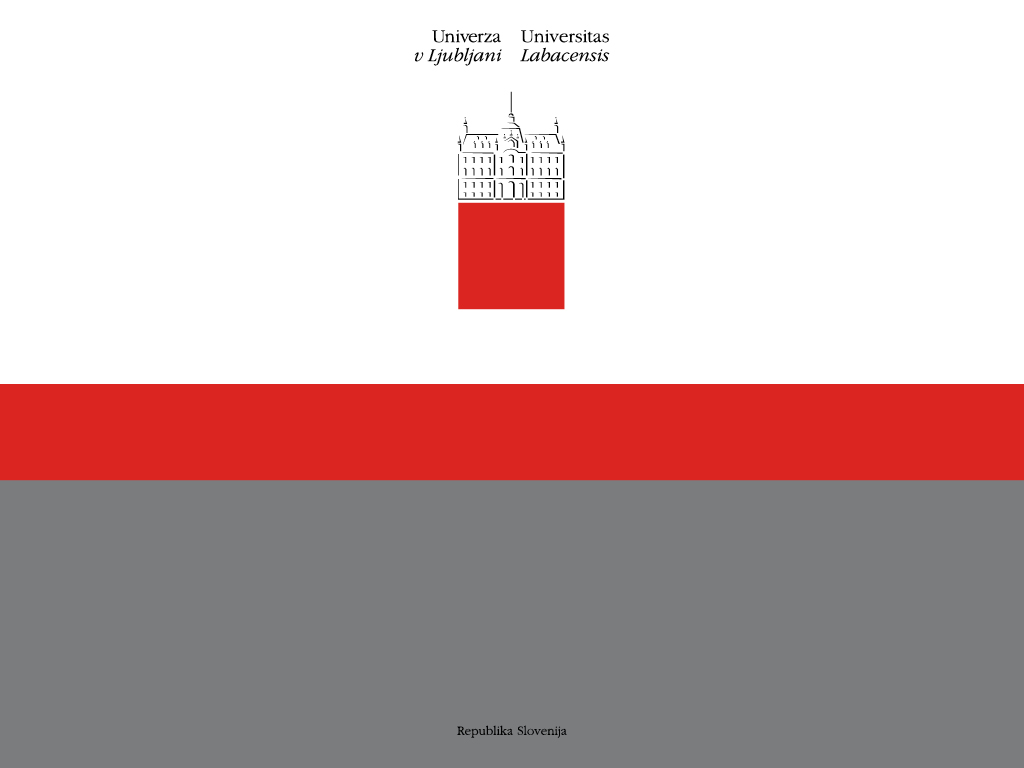 Univerza Universitas
v Ljubljani Labacensis
Republika Slovenija